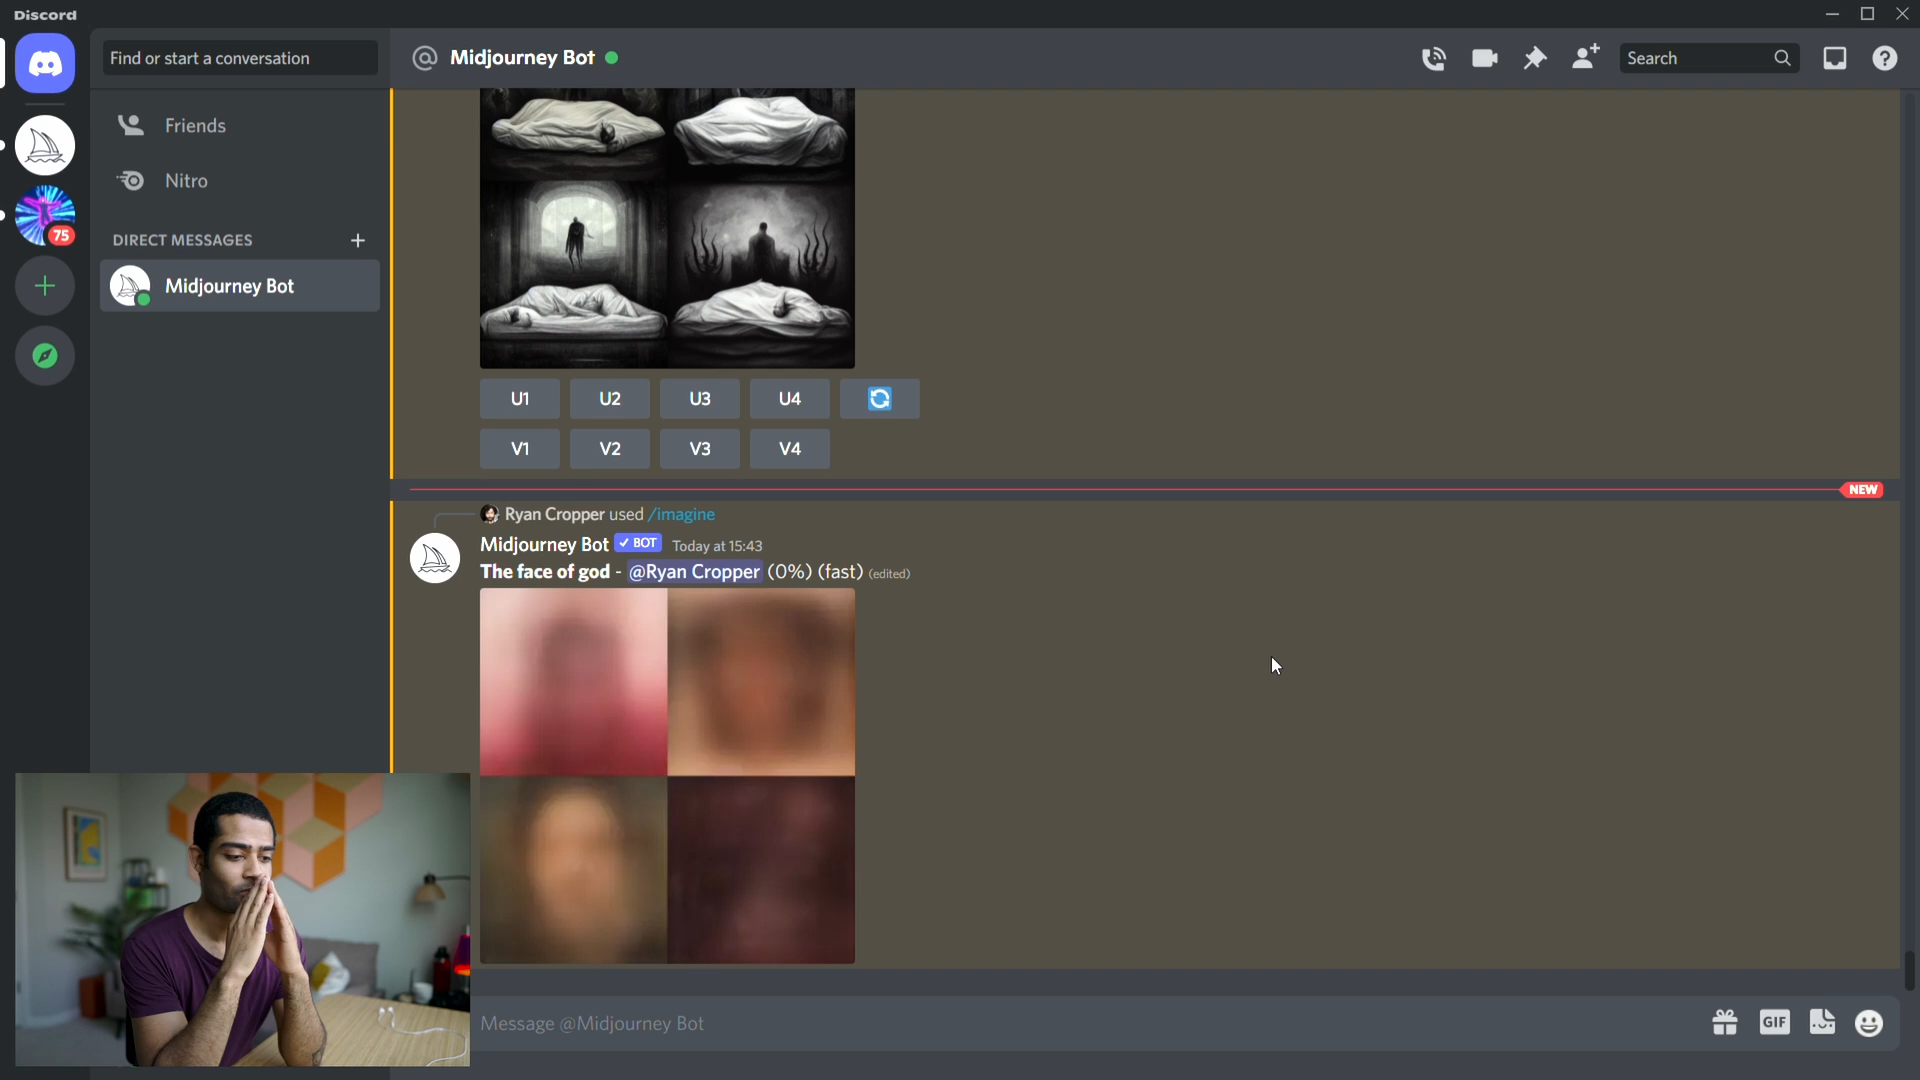 Discord
Find or start a conversation
Midjourney Bot
Search
Friends
Nitro
75
DIRECT MESSAGES
Midjourney Bot
U1 U2 U3 U4
V1 V2 V3 V4
NEW
Ryan Cropper used /imagine
Midjourney Bot BOT Today at 15:43
The face of god - @Ryan Cropper (0%) (fast) (edited)
Message @Midjourney Bot
GIF